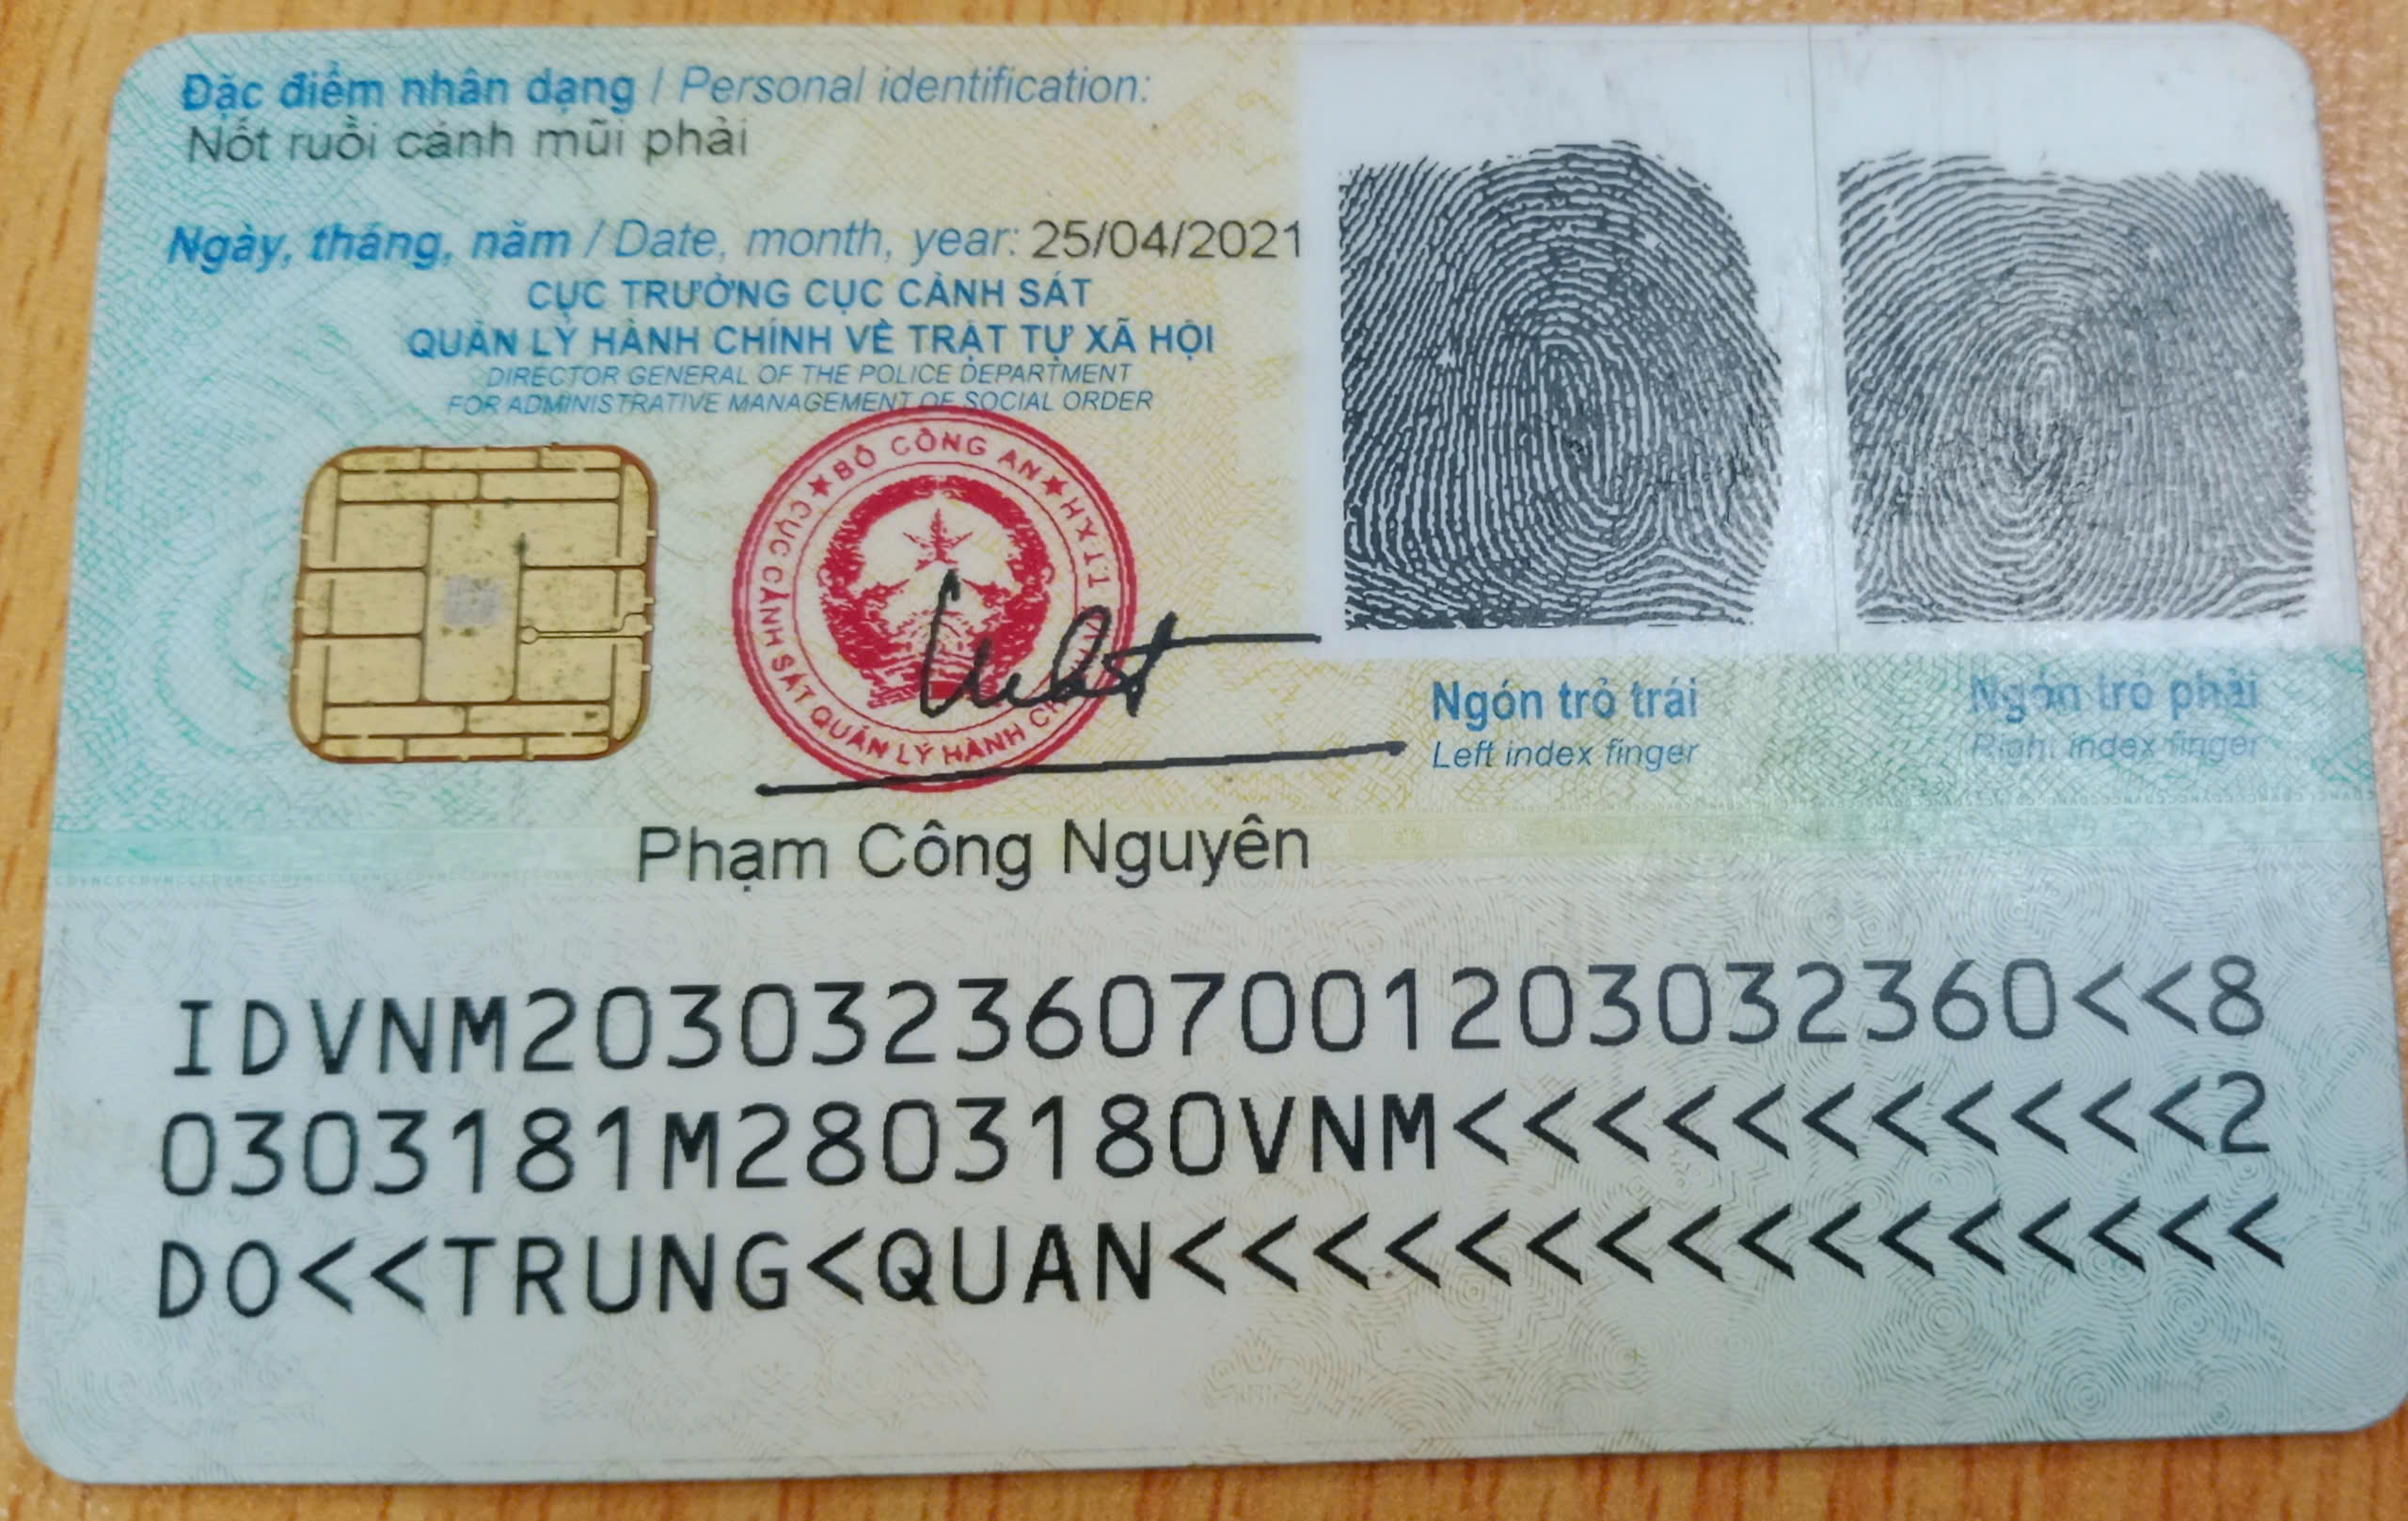 Đặc điểm nhân dạng / Personal identification:
Nốt ruồi cánh mũi phải
Ngày, tháng, năm / Date, month, year: 25/04/2021
CỤC TRƯỞNG CỤC CẢNH SÁT
QUẢN LÝ HÀNH CHÍNH VỀ TRẬT TỰ XÃ HỘI
DIRECTOR GENERAL OF THE POLICE DEPARTMENT
FOR ADMINISTRATIVE MANAGEMENT OF SOCIAL ORDER
BỘ CÔNG AN
CỤC CẢNH SÁT QUẢN LÝ HÀNH CHÍNH VỀ TTXH
Ngón trỏ trái
Left index finger
Ngón trỏ phải
Right index finger
Phạm Công Nguyên
IDVNM2030323607001203032360<<8
0303181M2803180VNM<<<<<<<<<<<2
DO<<TRUNG<QUAN<<<<<<<<<<<<<<<<